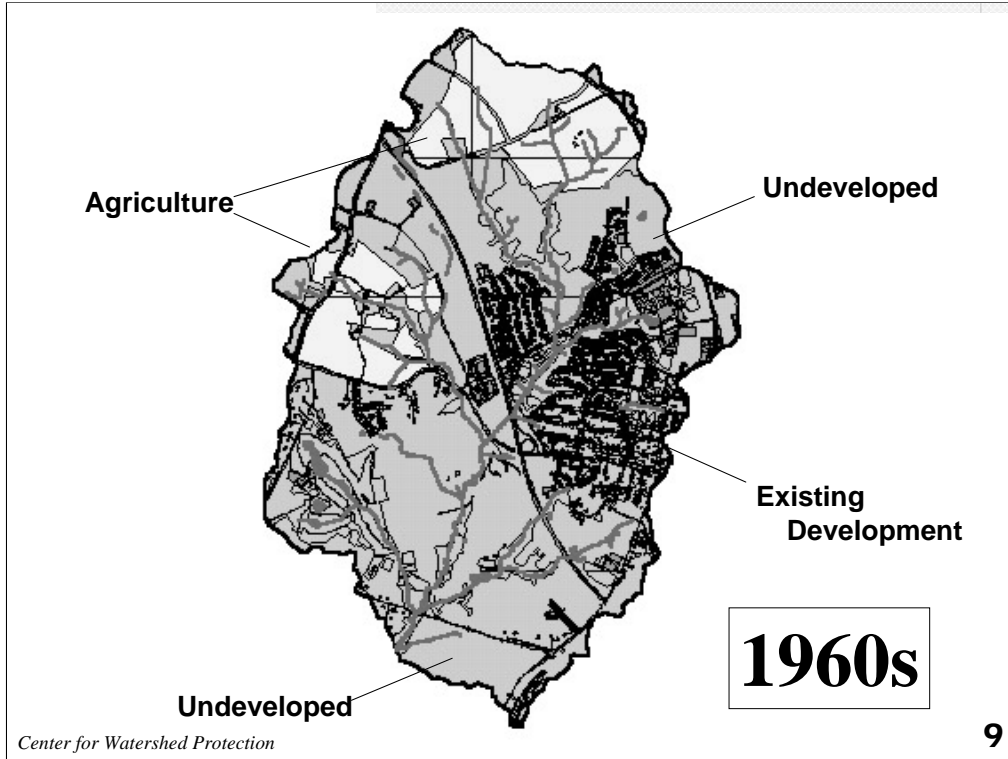 Agriculture
Undeveloped
Existing
Development
1960s
Undeveloped
Center for Watershed Protection
9